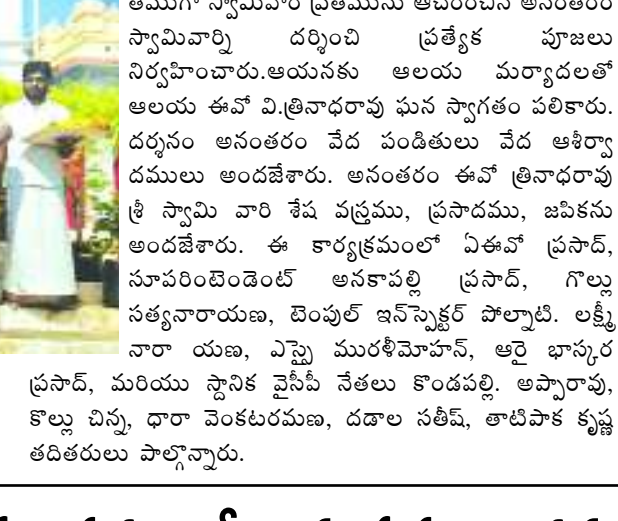 తముగా స్వామివారి వ్రతమును ఆచరించిన అనంతరం
స్వామివార్ని దర్శించి ప్రత్యేక పూజలు
నిర్వహించారు.ఆయనకు ఆలయ మర్యాదలతో
ఆలయ ఈవో వి.త్రినాధరావు ఘన స్వాగతం పలికారు.
దర్శనం అనంతరం వేద పండితులు వేద ఆశీర్వా
దములు అందజేశారు. అనంతరం ఈవో త్రినాధరావు
శ్రీ స్వామి వారి శేష వస్త్రము, ప్రసాదము, జపికను
అందజేశారు. ఈ కార్యక్రమంలో ఏఈవో ప్రసాద్,
సూపరింటెండెంట్ అనకాపల్లి ప్రసాద్, గొల్లు
సత్యనారాయణ, టెంపుల్ ఇన్‌స్పెక్టర్ పోల్నాటి. లక్ష్మీ
నారా యణ, ఎస్సై మురళీమోహన్, ఆర్ఐ భాస్కర
ప్రసాద్, మరియు స్దానిక వైసీపీ నేతలు కొండపల్లి. అప్పారావు,
కొల్లు చిన్న, ధారా వెంకటరమణ, దడాల సతీష్, తాటిపాక కృష్ణ
తదితరులు పాల్గొన్నారు.